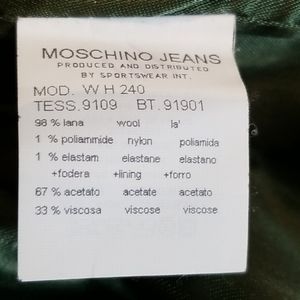 MOSCHINO JEANS
PRODUCED AND DISTRIBUTED
BY SPORTSWEAR INT.
MOD. WH240
TESS. 9109 BT. 91901
98 % lana wool la'
1 % poliammide nylon poliamida
1 % elastam elastane elastano
+fodera +lining +forro
67 % acetato acetate acetato
33 % viscosa viscose viscose